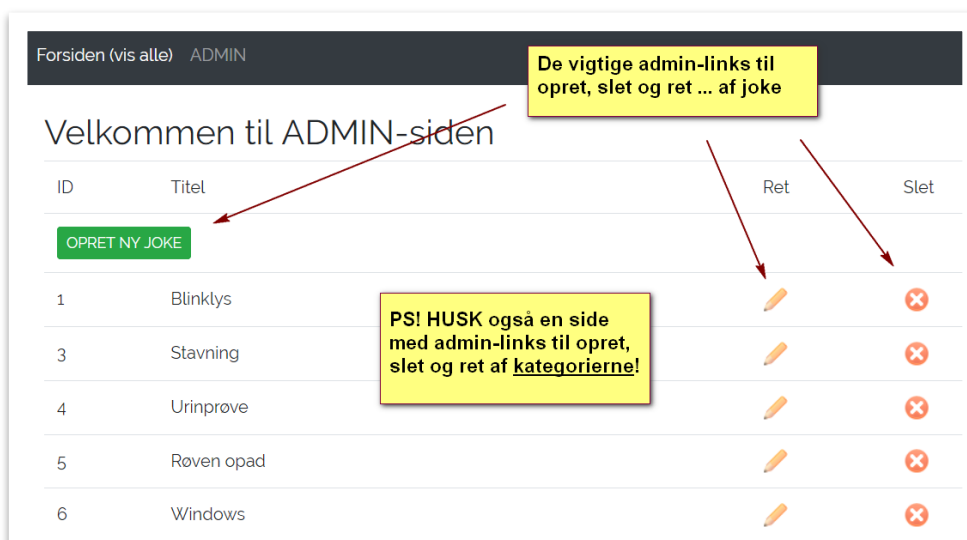 Forsiden (vis alle) ADMIN
De vigtige admin-links til
opret, slet og ret ... af joke
Velkommen til ADMIN-siden
ID Titel Ret Slet
OPRET NY JOKE
1 Blinklys
3 Stavning
4 Urinprøve
5 Røven opad
6 Windows
PS! HUSK også en side
med admin-links til opret,
slet og ret af kategorierne!